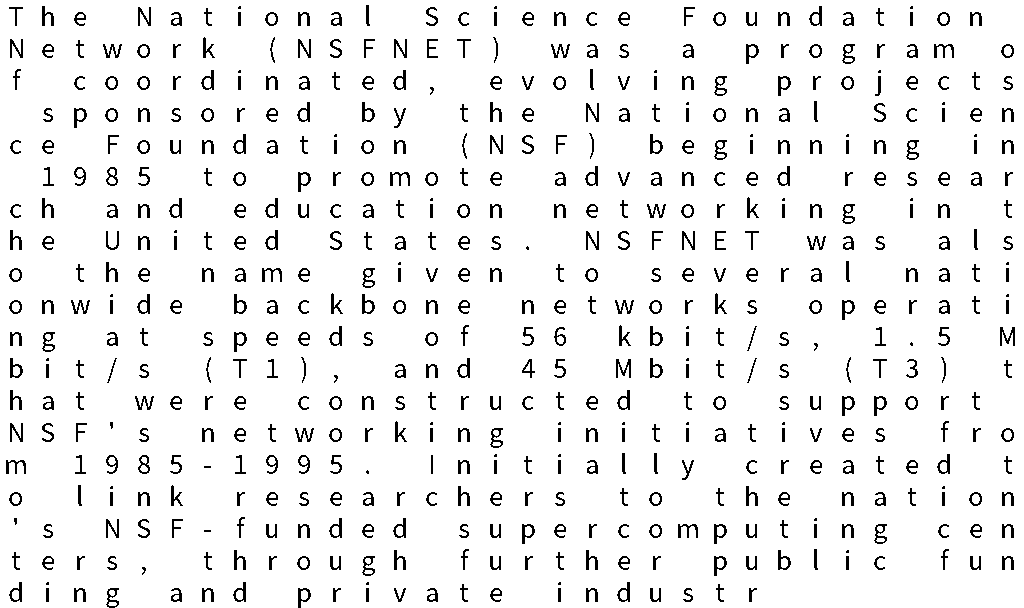 The National Science Foundation
Network (NSFNET) was a program o
f coordinated, evolving projects
 sponsored by the National Scien
ce Foundation (NSF) beginning in
 1985 to promote advanced resear
ch and education networking in t
he United States. NSFNET was als
o the name given to several nati
onwide backbone networks operati
ng at speeds of 56 kbit/s, 1.5 M
bit/s (T1), and 45 Mbit/s (T3) t
hat were constructed to support
NSF's networking initiatives fro
m 1985-1995. Initially created t
o link researchers to the nation
's NSF-funded supercomputing cen
ters, through further public fun
ding and private industr